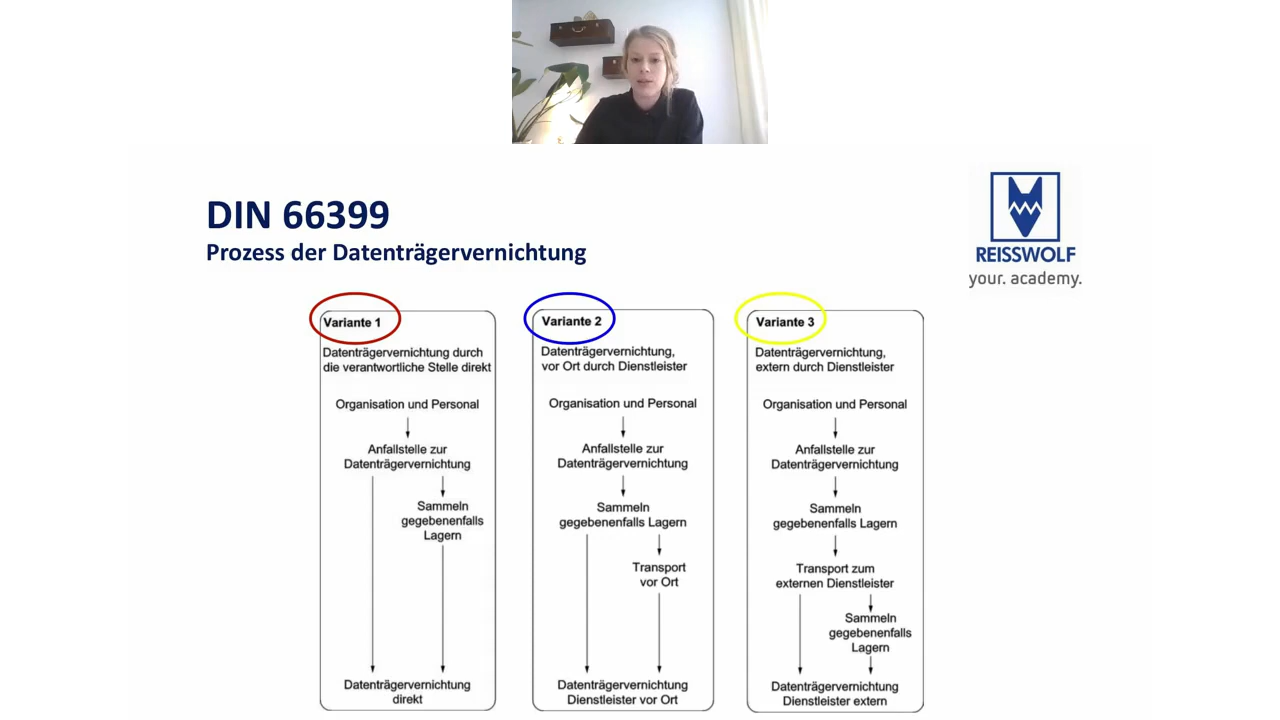 DIN 66399
Prozess der Datenträgervernichtung
REISSWOLF
your. academy.
Variante 1
Datenträgervernichtung durch
die verantwortliche Stelle direkt
Organisation und Personal
Anfallstelle zur
Datenträgervernichtung
Sammeln
gegebenenfalls
Lagern
Datenträgervernichtung
direkt
Variante 2
Datenträgervernichtung,
vor Ort durch Dienstleister
Organisation und Personal
Anfallstelle zur
Datenträgervernichtung
Sammeln
gegebenenfalls Lagern
Transport
vor Ort
Datenträgervernichtung
Dienstleister vor Ort
Variante 3
Datenträgervernichtung,
extern durch Dienstleister
Organisation und Personal
Anfallstelle zur
Datenträgervernichtung
Sammeln
gegebenenfalls Lagern
Transport zum
externen Dienstleister
Sammeln
gegebenenfalls
Lagern
Datenträgervernichtung
Dienstleister extern